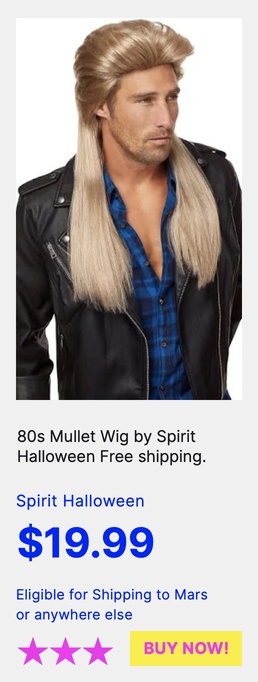 80s Mullet Wig by Spirit
Halloween Free shipping.
Spirit Halloween
$19.99
Eligible for Shipping to Mars
or anywhere else
BUY NOW!